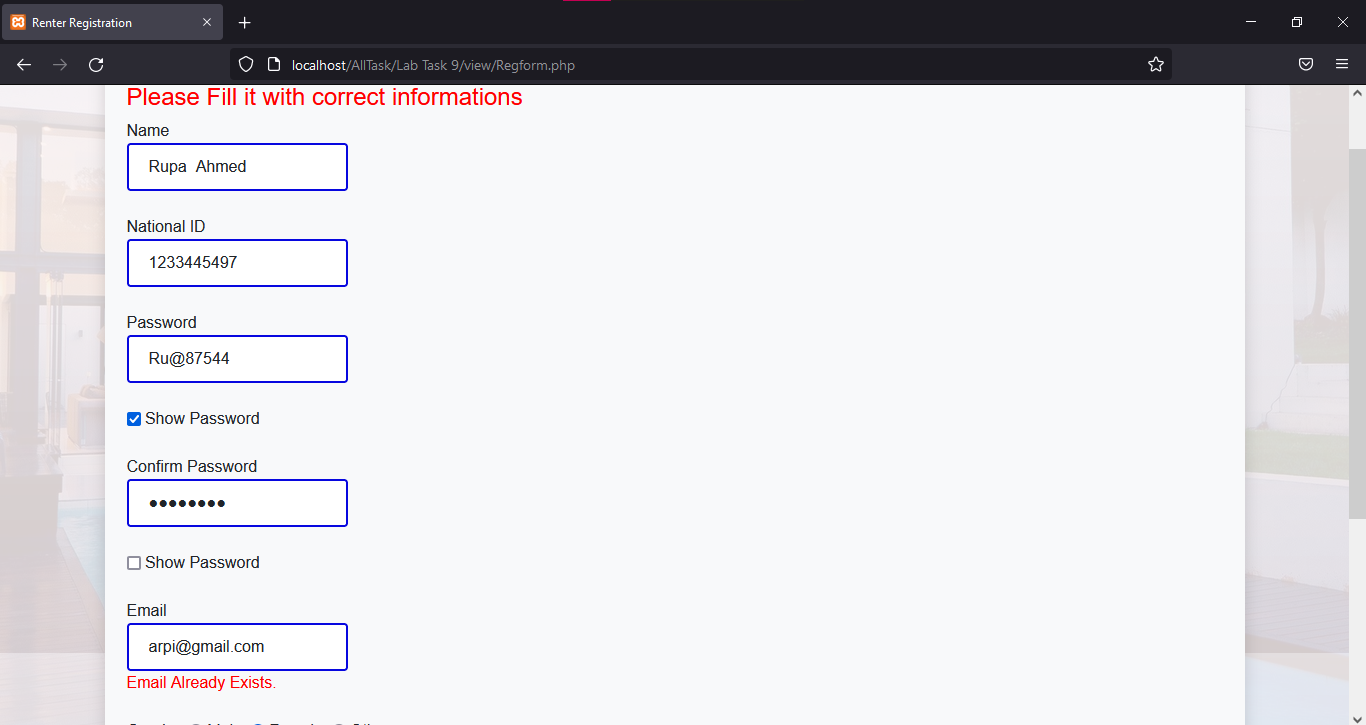 Renter Registration
localhost/AllTask/Lab Task 9/view/Regform.php
Please Fill it with correct informations
Name
Rupa  Ahmed
National ID
1233445497
Password
Ru@87544
Show Password
Confirm Password
••••••••
Show Password
Email
arpi@gmail.com
Email Already Exists.